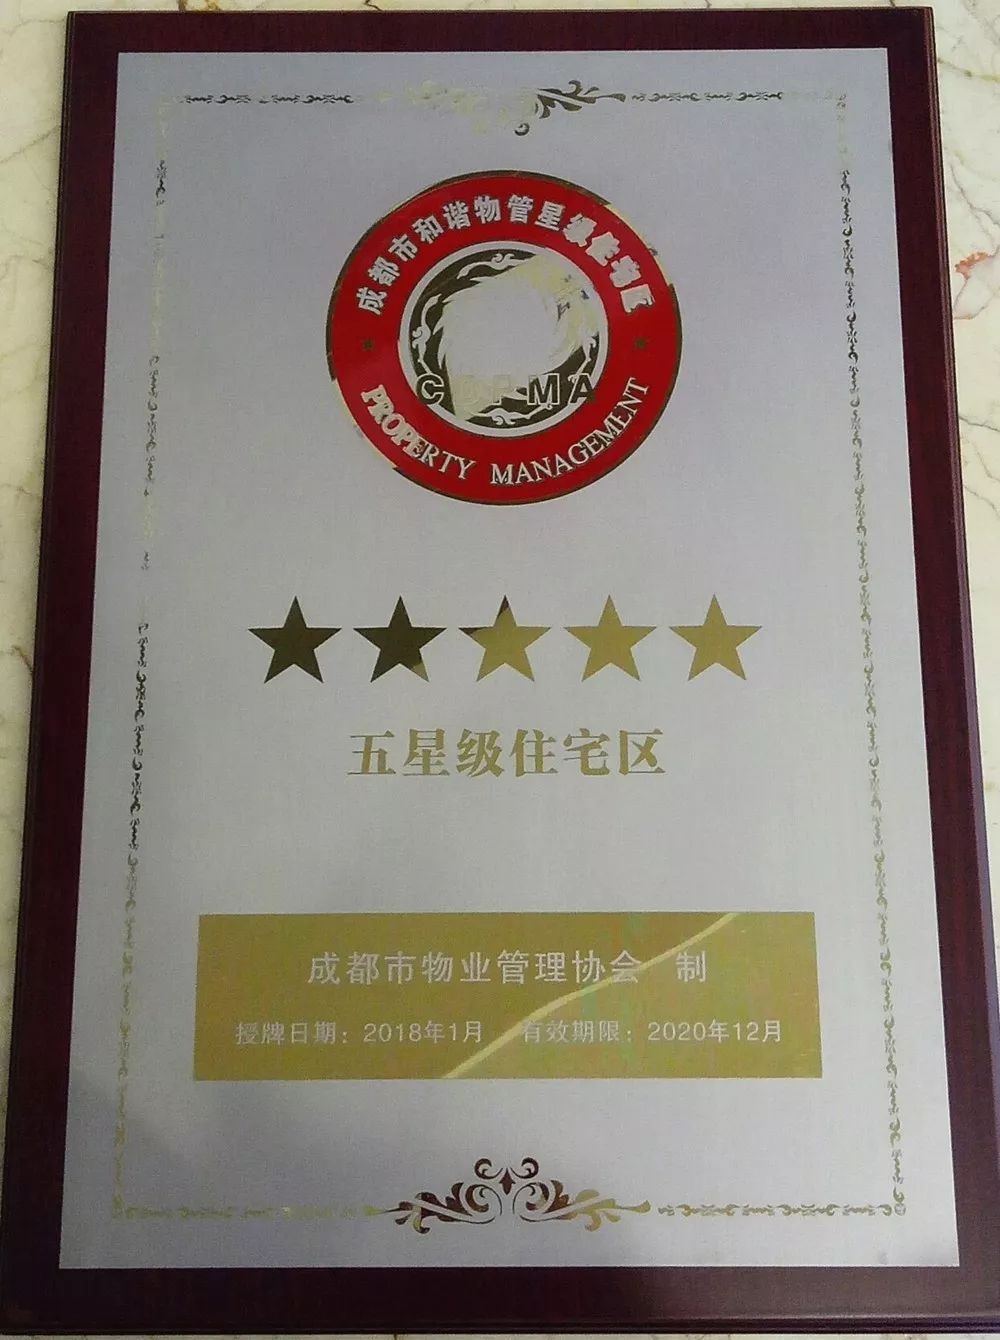 成都市和谐物管星级住宅区
CDPMA
PROPERTY MANAGEMENT
五星级住宅区
成都市物业管理协会 制
授牌日期：2018年1月 有效期限：2020年12月